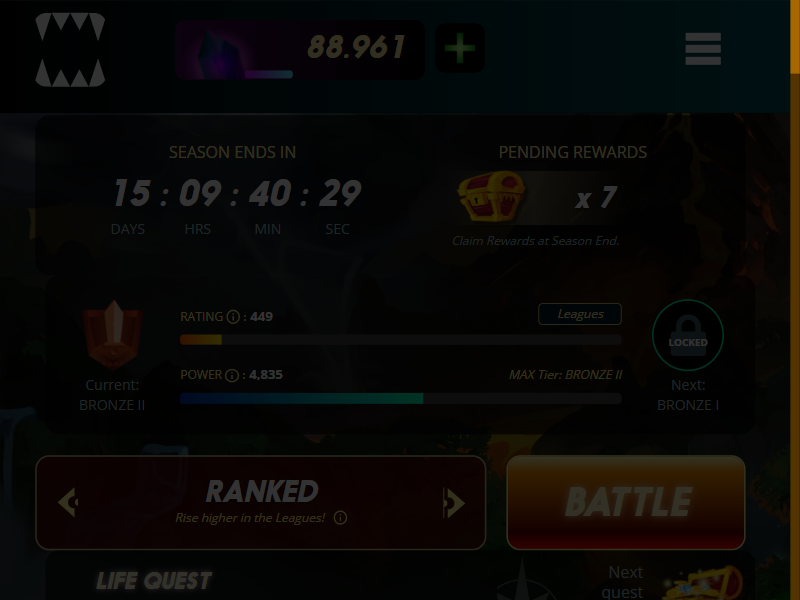 88.961
SEASON ENDS IN
15 : 09 : 40 : 29
DAYS HRS MIN SEC
PENDING REWARDS
x 7
Claim Rewards at Season End.
RATING ⓘ : 449
Leagues
POWER ⓘ : 4,835
MAX Tier: BRONZE II
Current:
BRONZE II
LOCKED
Next:
BRONZE I
RANKED
Rise higher in the Leagues! ⓘ
BATTLE
LIFE QUEST
Next
quest